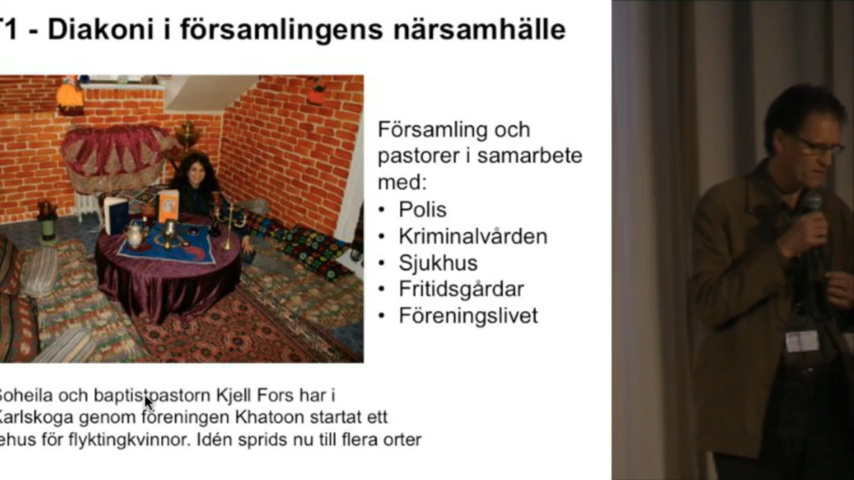 T1 - Diakoni i församlingens närsamhälle
Församling och
pastorer i samarbete
med:
• Polis
• Kriminalvården
• Sjukhus
• Fritidsgårdar
• Föreningslivet
Soheila och baptistpastorn Kjell Fors har i
Karlskoga genom föreningen Khatoon startat ett
ehus för flyktingkvinnor. Idén sprids nu till flera orter